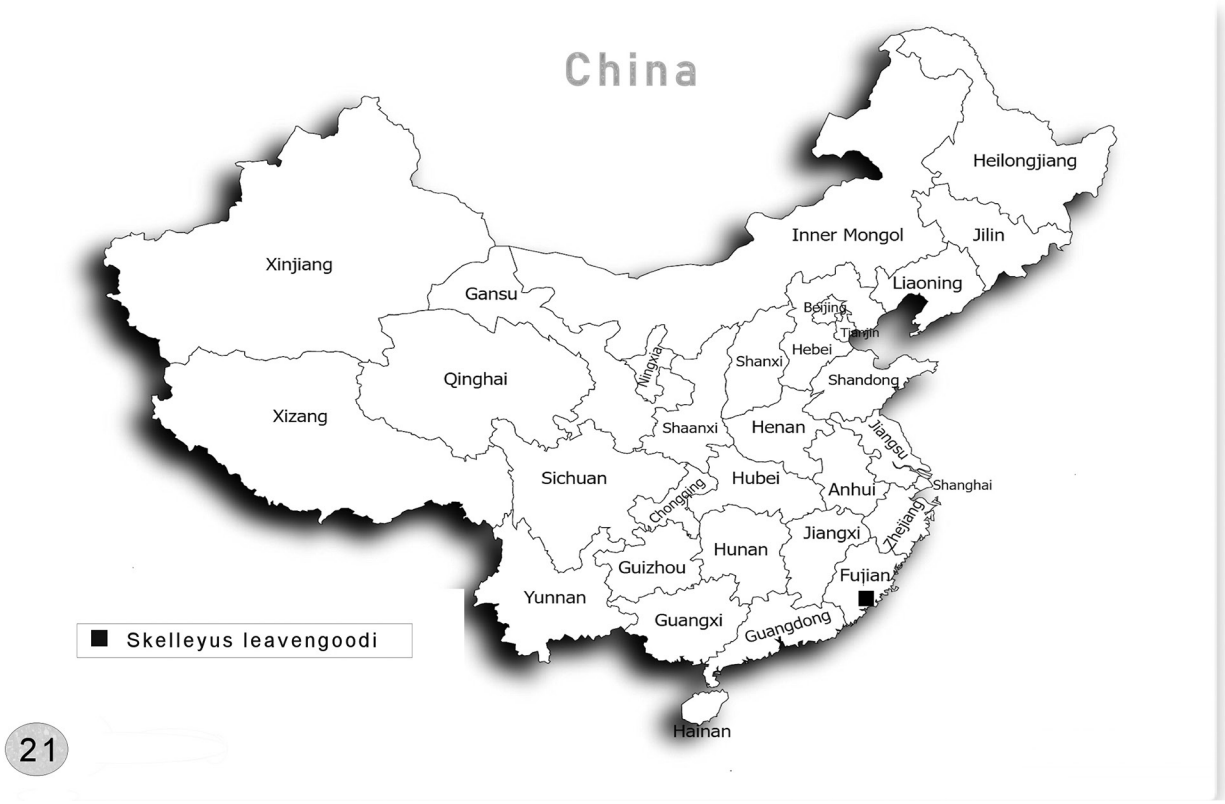 China
Heilongjiang
Inner Mongol
Jilin
Xinjiang
Liaoning
Gansu
Beijing
Tianjin
Hebei
Shanxi
Ningxia
Qinghai
Shandong
Xizang
Shaanxi
Henan
Jiangsu
Sichuan
Hubei
Anhui
Shanghai
Chongqing
Zhejiang
Jiangxi
Hunan
Guizhou
Fujian
Yunnan
Guangxi
Guangdong
Skelleyus leavengoodi
Hainan
21